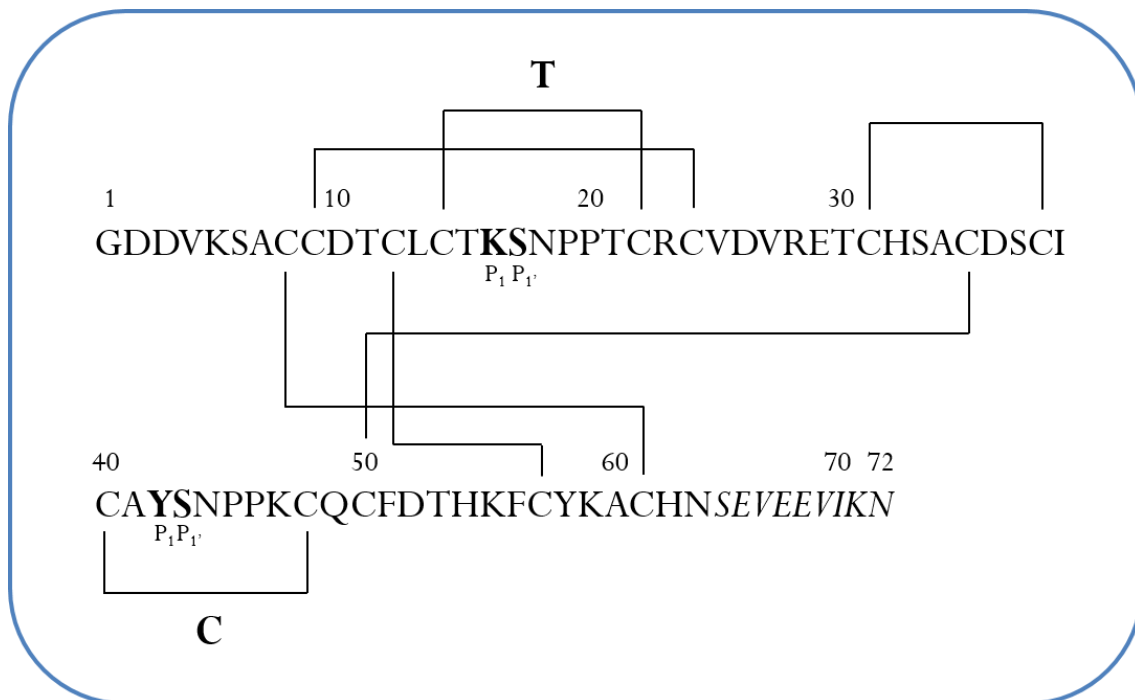 T
1 10 20 30
GDDVKSACCDTCLCTKSNPPTCRCVDVRETCHSACDSCI
P1 P1'
40 50 60 70 72
CAYSNPPKCQCFDTHKFCYKACHNSEVEEVIKN
P1P1'
C